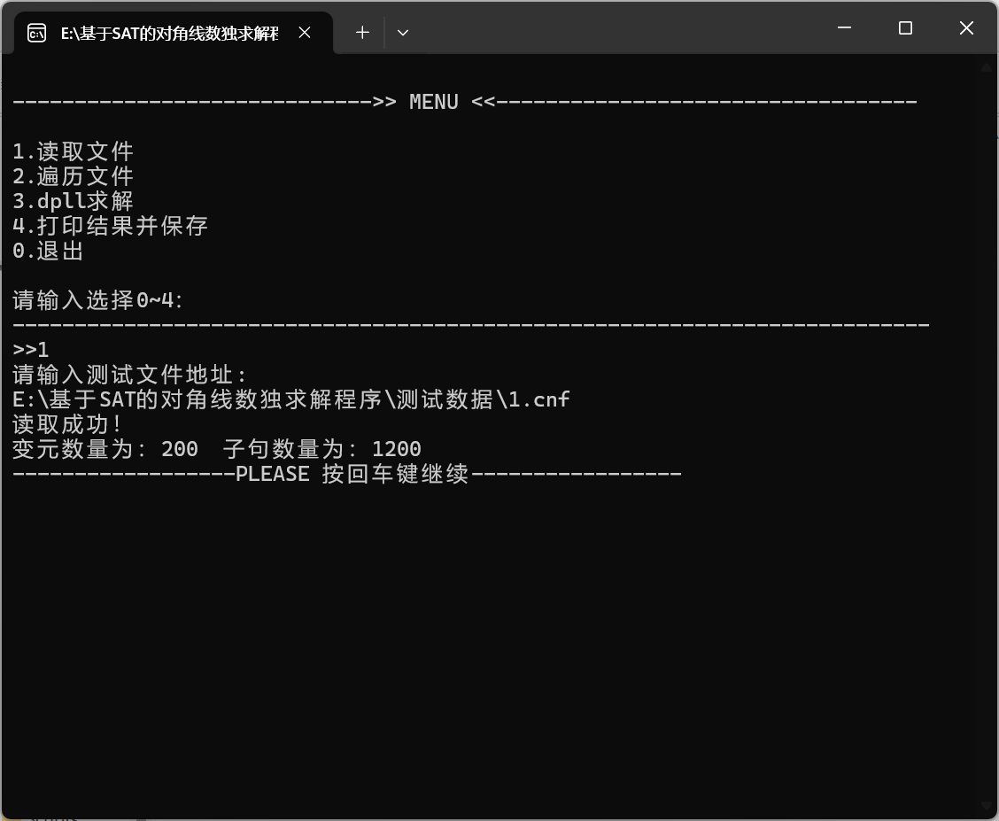 E:\基于SAT的对角线数独求解程
----------------------------->> MENU <<----------------------------------
1.读取文件
2.遍历文件
3.dpll求解
4.打印结果并保存
0.退出
请输入选择0~4:
--------------------------------------------------------------------------
>>1
请输入测试文件地址:
E:\基于SAT的对角线数独求解程序\测试数据\1.cnf
读取成功!
变元数量为: 200  子句数量为: 1200
------------------PLEASE 按回车键继续-----------------